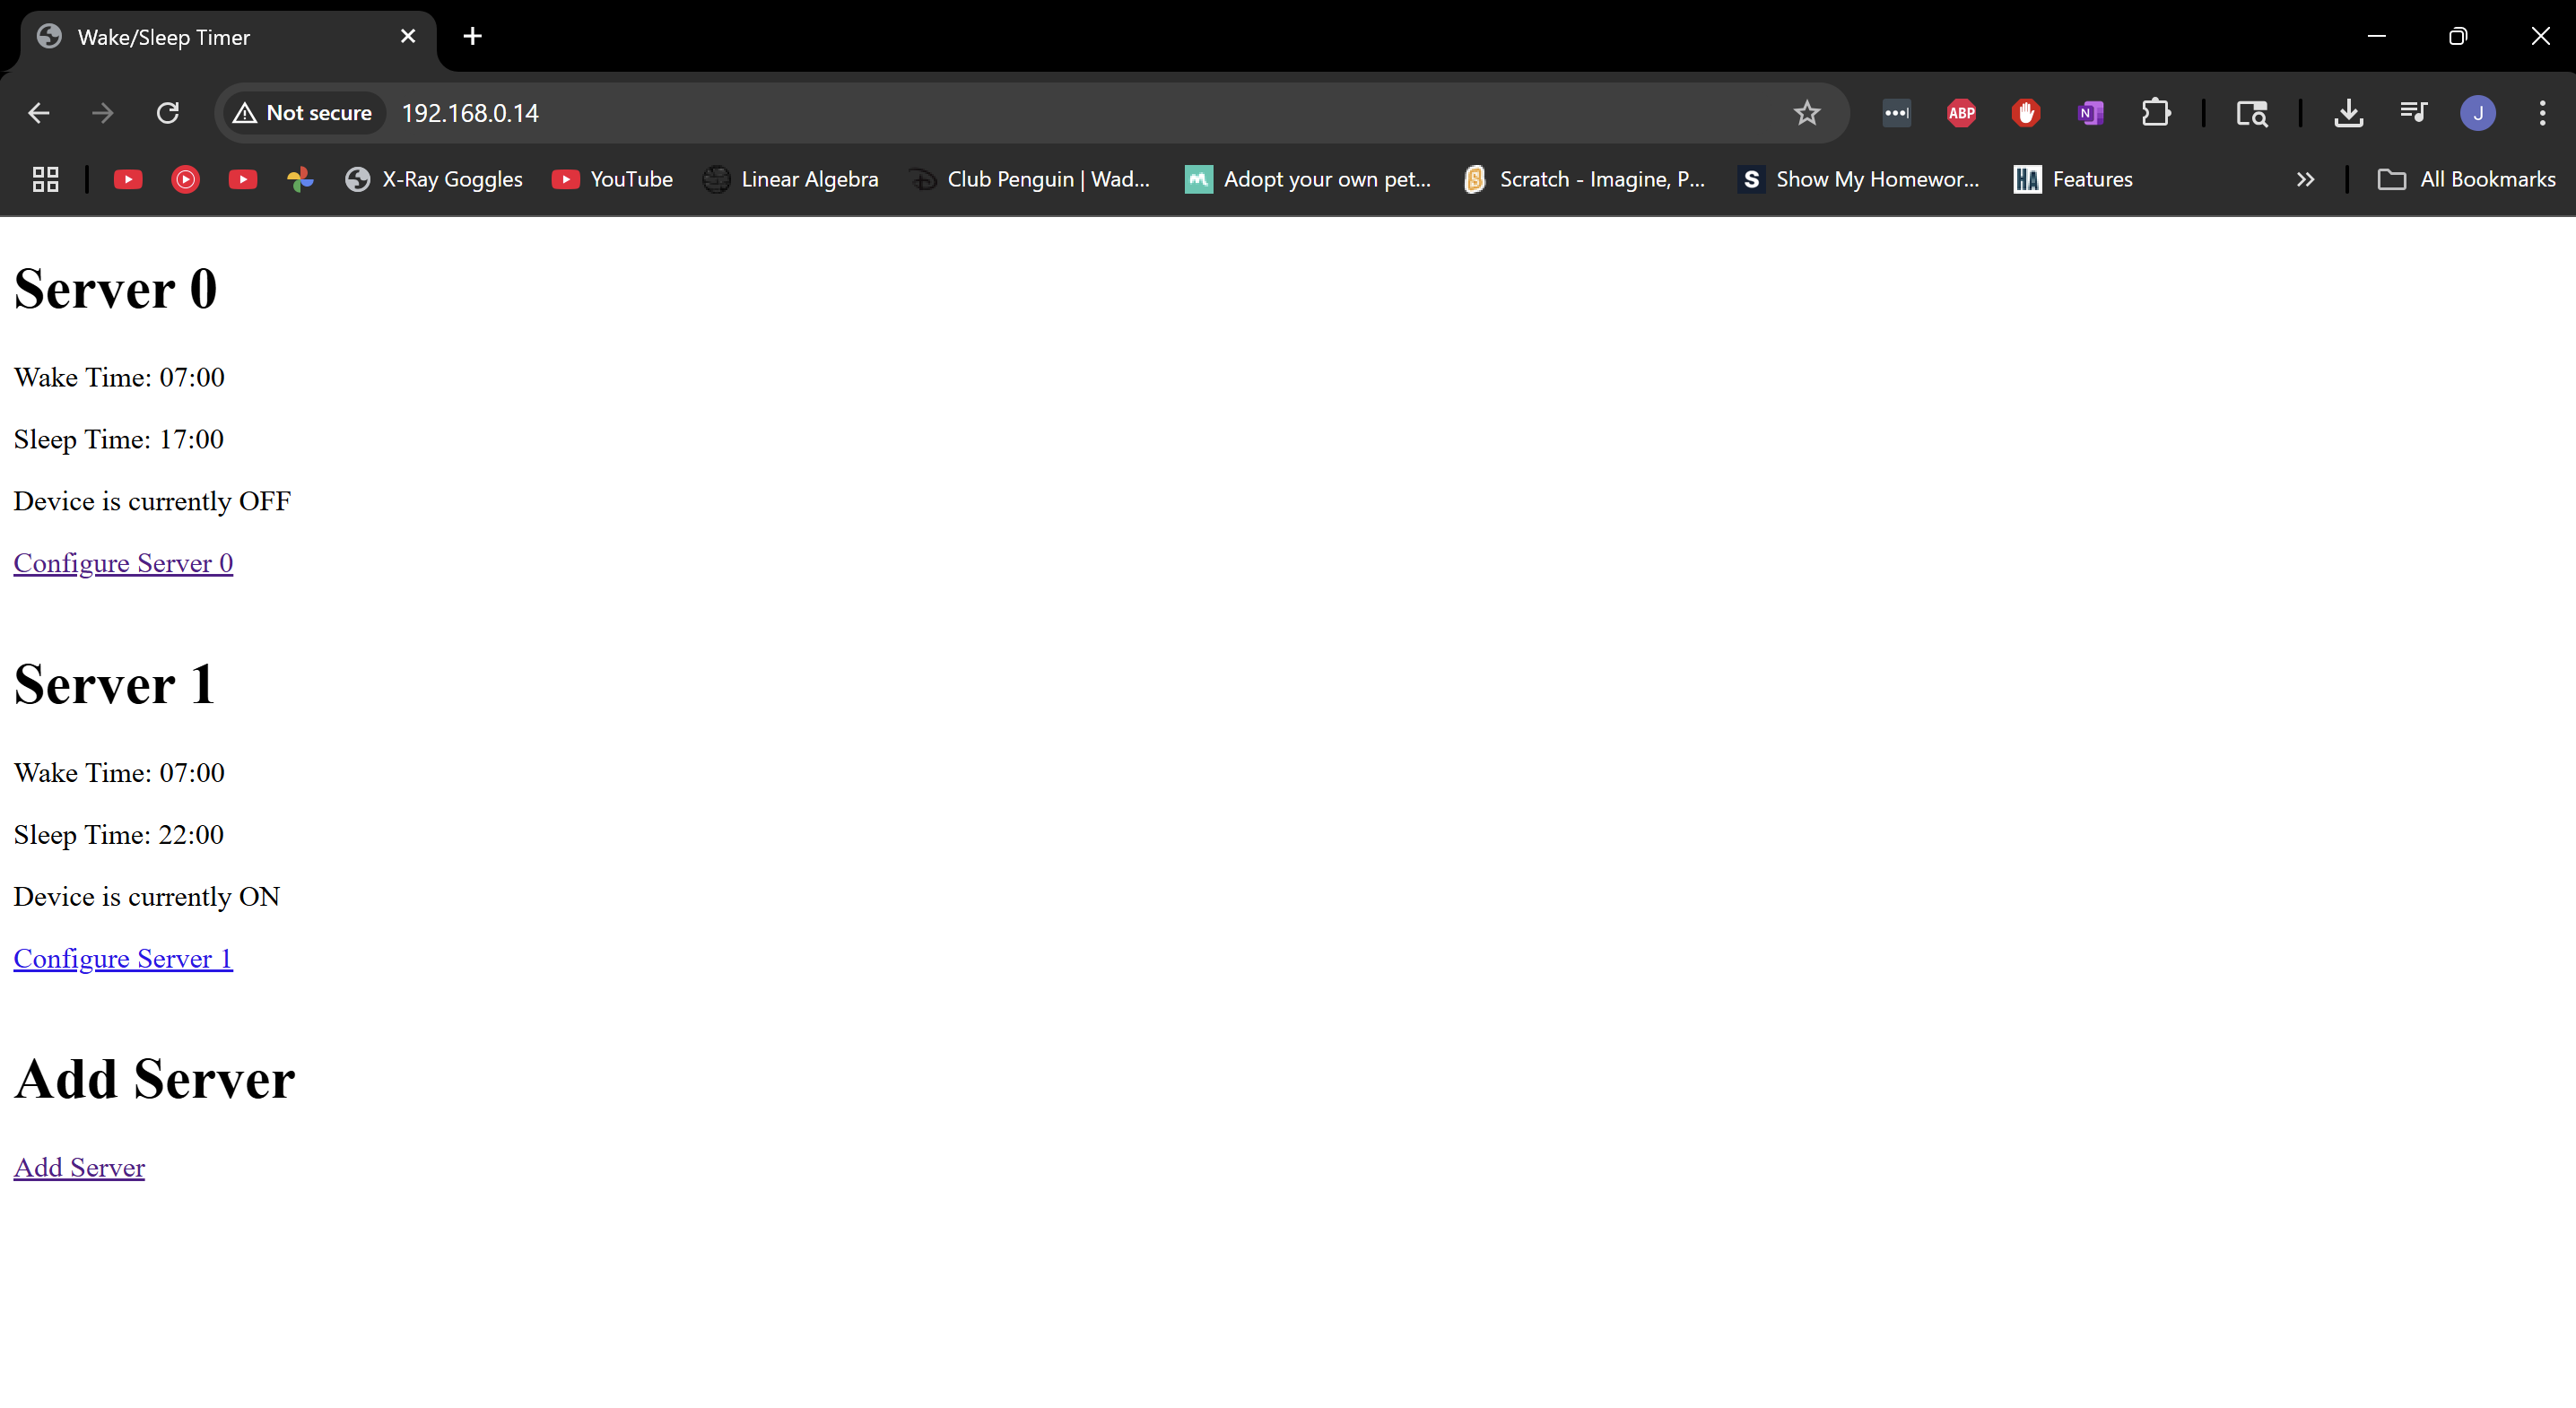 Wake/Sleep Timer
Not secure 192.168.0.14
ABP N J
X-Ray Goggles YouTube Linear Algebra Club Penguin | Wad... Adopt your own pet... Scratch - Imagine, P... S Show My Homewor... HA Features All Bookmarks
Server 0
Wake Time: 07:00
Sleep Time: 17:00
Device is currently OFF
Configure Server 0
Server 1
Wake Time: 07:00
Sleep Time: 22:00
Device is currently ON
Configure Server 1
Add Server
Add Server